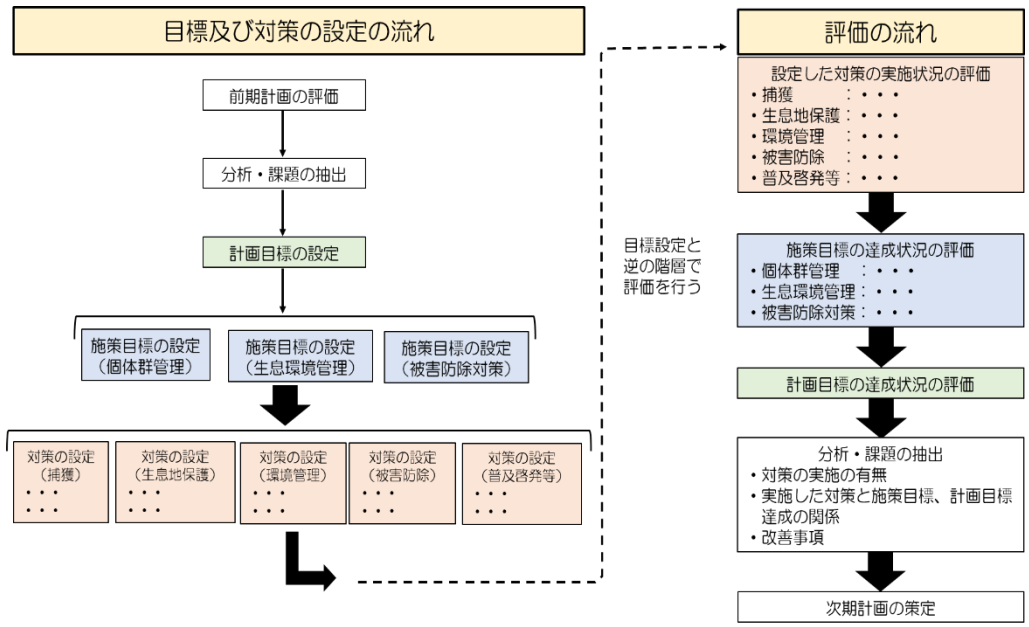 目標及び対策の設定の流れ
前期計画の評価
分析・課題の抽出
計画目標の設定
施策目標の設定
（個体群管理）
施策目標の設定
（生息環境管理）
施策目標の設定
（被害防除対策）
対策の設定
（捕獲）
・・・
・・・
対策の設定
（生息地保護）
・・・
・・・
対策の設定
（環境管理）
・・・
・・・
対策の設定
（被害防除）
・・・
・・・
対策の設定
（普及啓発等）
・・・
・・・
目標設定と
逆の階層で
評価を行う
評価の流れ
設定した対策の実施状況の評価
・捕獲　　　：・・・
・生息地保護：・・・
・環境管理　：・・・
・被害防除　：・・・
・普及啓発等：・・・
施策目標の達成状況の評価
・個体群管理　：・・・
・生息環境管理：・・・
・被害防除対策：・・・
計画目標の達成状況の評価
分析・課題の抽出
・対策の実施の有無
・実施した対策と施策目標、計画目標
達成の関係
・改善事項
次期計画の策定